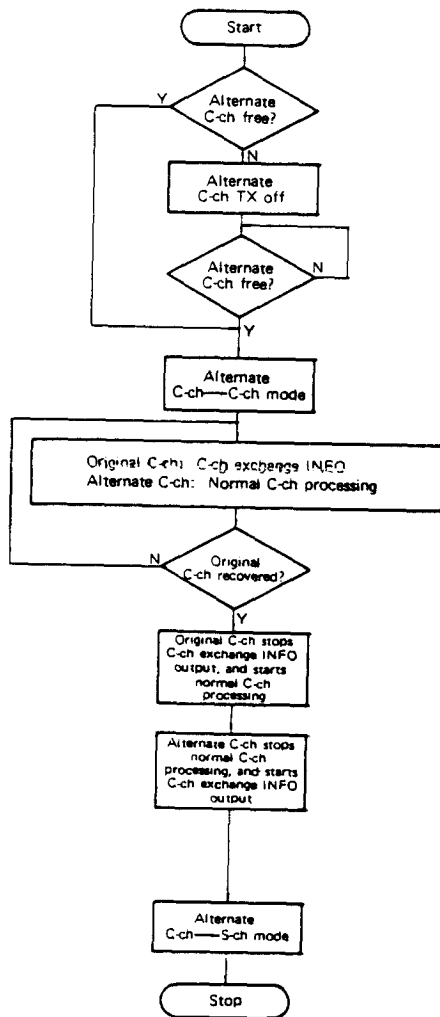 Start
Y
Alternate
C-ch free?
N
Alternate
C-ch TX off
Alternate
C-ch free?
N
Y
Alternate
C-ch—C-ch mode
Original C-ch: C-ch exchange INFO
Alternate C-ch: Normal C-ch processing
N
Original
C-ch recovered?
Y
Original C-ch stops
C-ch exchange INFO
output, and starts
normal C-ch
processing
Alternate C-ch stops
normal C-ch
processing, and starts
C-ch exchange INFO
output
Alternate
C-ch—S-ch mode
Stop